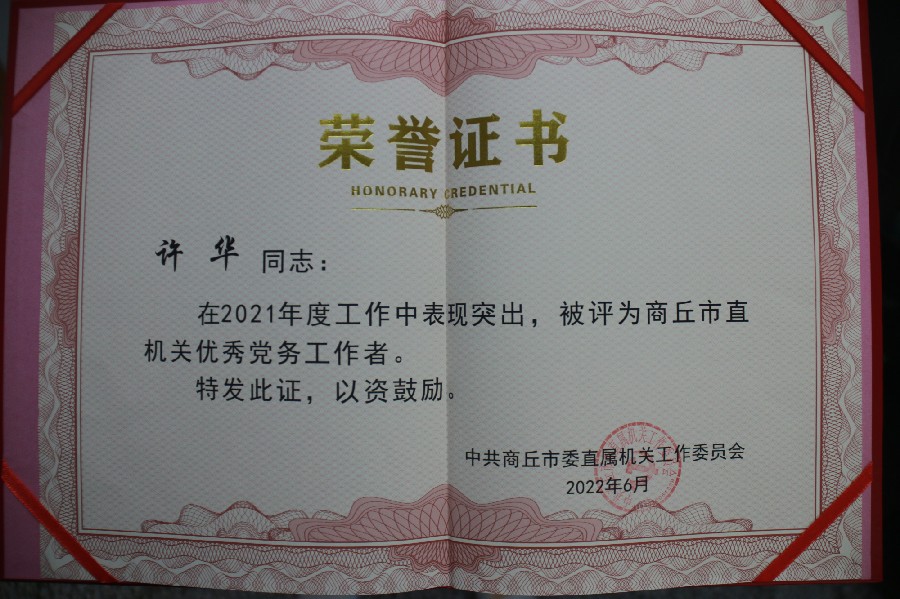 荣誉证书
HONORARY CREDENTIAL
许 华 同志：
在2021年度工作中表现突出，被评为商丘市直
机关优秀党务工作者。
特发此证，以资鼓励。
中共商丘市委直属机关工作委员会
2022年6月